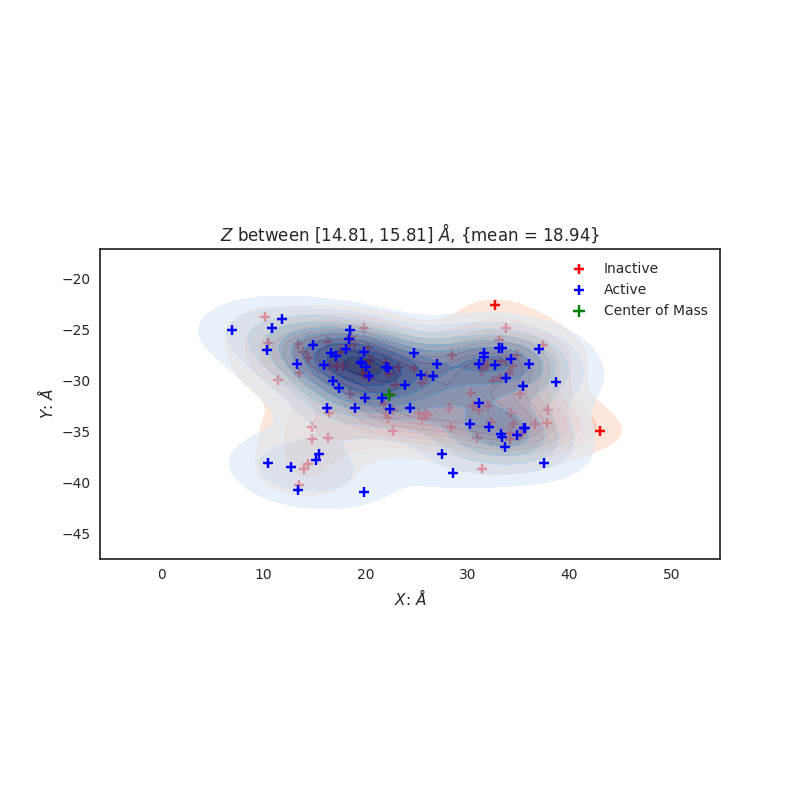 Z between [14.81, 15.81] Å, {mean = 18.94}
Inactive
Active
Center of Mass
−20
−25
−30
−35
−40
−45
Y: Å
0 10 20 30 40 50
X: Å